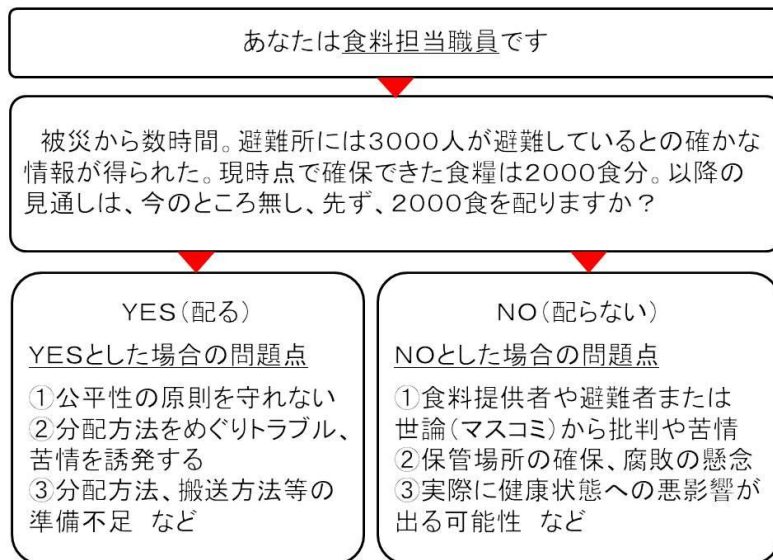 あなたは食料担当職員です
被災から数時間。避難所には3000人が避難しているとの確かな
情報が得られた。現時点で確保できた食糧は2000食分。以降の
見通しは、今のところ無し、先ず、2000食を配りますか？
YES(配る)
YESとした場合の問題点
①公平性の原則を守れない
②分配方法をめぐりトラブル、
苦情を誘発する
③分配方法、搬送方法等の
準備不足 など
NO(配らない)
NOとした場合の問題点
①食料提供者や避難者または
世論(マスコミ)から批判や苦情
②保管場所の確保、腐敗の懸念
③実際に健康状態への悪影響が
出る可能性 など